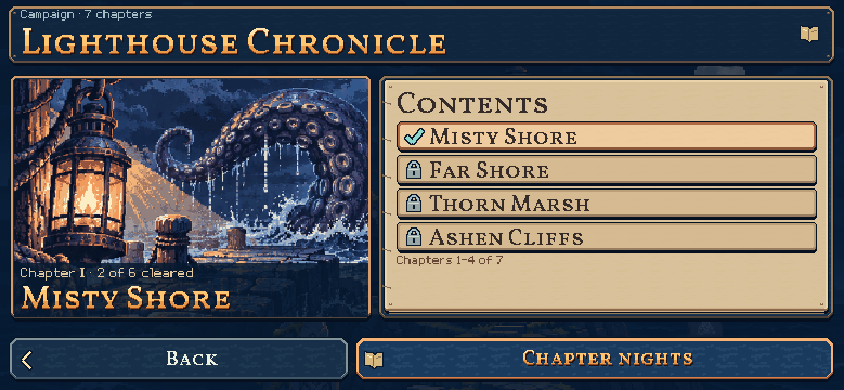 Campaign · 7 chapters
Lighthouse Chronicle
Chapter I · 2 of 6 cleared
Misty Shore
Contents
Misty Shore
Far Shore
Thorn Marsh
Ashen Cliffs
Chapters 1-4 of 7
Back
Chapter nights